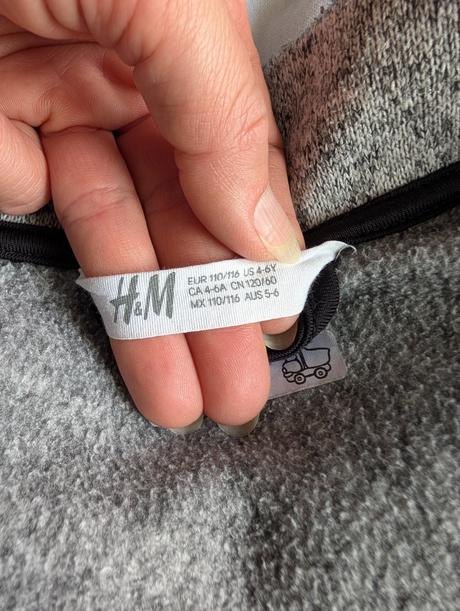 H&M
EUR 110/116 US 4-6Y
CA 4-6A CN 120/60
MX 110/116 AUS 5-6